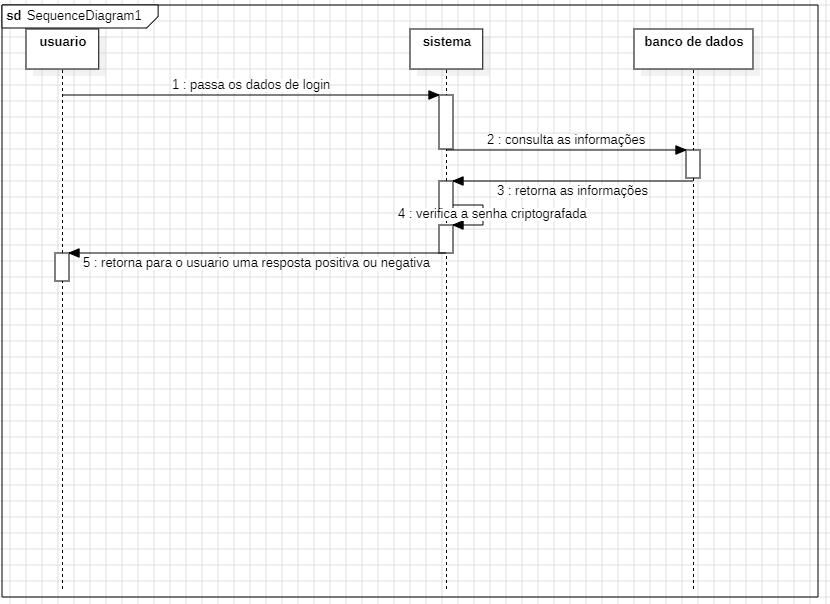 sd SequenceDiagram1
usuario
sistema
banco de dados
1 : passa os dados de login
2 : consulta as informações
3 : retorna as informações
4 : verifica a senha criptografada
5 : retorna para o usuario uma resposta positiva ou negativa